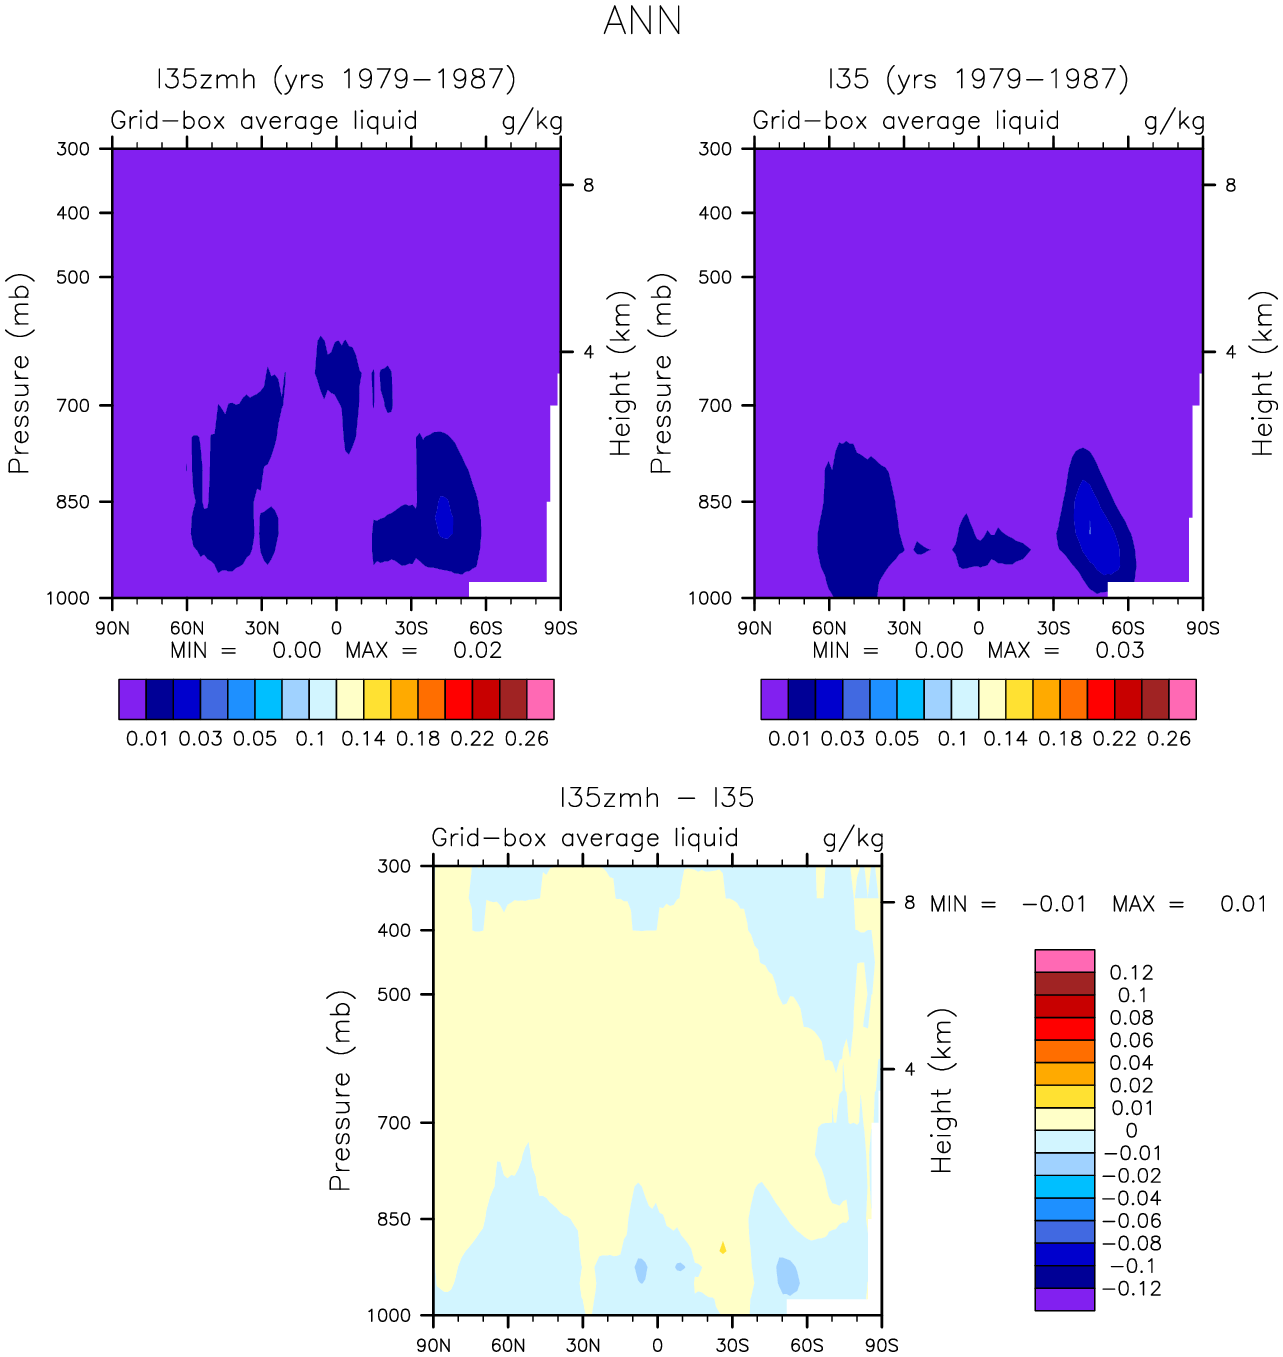 ANN
I35zmh (yrs 1979-1987)
Grid-box average liquid g/kg
300
400
500
700
850
1000
Pressure (mb)
8
4
Height (km)
90N 60N 30N 0 30S 60S 90S
MIN = 0.00 MAX = 0.02
0.01 0.03 0.05 0.1 0.14 0.18 0.22 0.26
I35 (yrs 1979-1987)
Grid-box average liquid g/kg
300
400
500
700
850
1000
Pressure (mb)
8
4
Height (km)
90N 60N 30N 0 30S 60S 90S
MIN = 0.00 MAX = 0.03
0.01 0.03 0.05 0.1 0.14 0.18 0.22 0.26
I35zmh - I35
Grid-box average liquid g/kg
300
400
500
700
850
1000
Pressure (mb)
8
4
Height (km)
90N 60N 30N 0 30S 60S 90S
MIN = -0.01 MAX = 0.01
0.12
0.1
0.08
0.06
0.04
0.02
0.01
0
-0.01
-0.02
-0.04
-0.06
-0.08
-0.1
-0.12